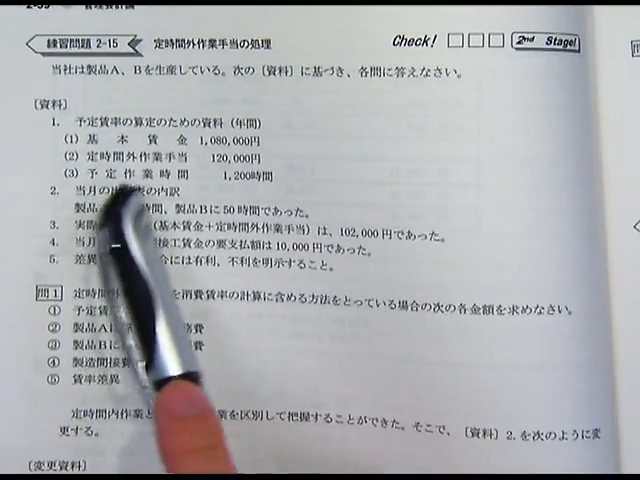 2-39 管理会計論
練習問題 2-15 定時間外作業手当の処理 Check! 2nd Stage!
当社は製品A、Bを生産している。次の〔資料〕に基づき、各問に答えなさい。
〔資料〕
1. 予定賃率の算定のための資料（年間）
(1) 基本賃金 1,080,000円
(2) 定時間外作業手当 120,000円
(3) 予定作業時間 1,200時間
2. 当月の の内訳
製品 時間、製品Bに50時間であった。
3. 実際 （基本賃金＋定時間外作業手当）は、102,000円であった。
4. 当月 接工賃金の要支払額は10,000円であった。
5. 差異 合には有利、不利を明示すること。
問1 定時間外 を消費賃率の計算に含める方法をとっている場合の次の各金額を求めなさい。
① 予定賃
② 製品Aに 務費
③ 製品Bに 費
④ 製造間接費
⑤ 賃率差異
定時間内作業と 業を区別して把握することができた。そこで、〔資料〕2.を次のように変
更する。
〔変更資料〕